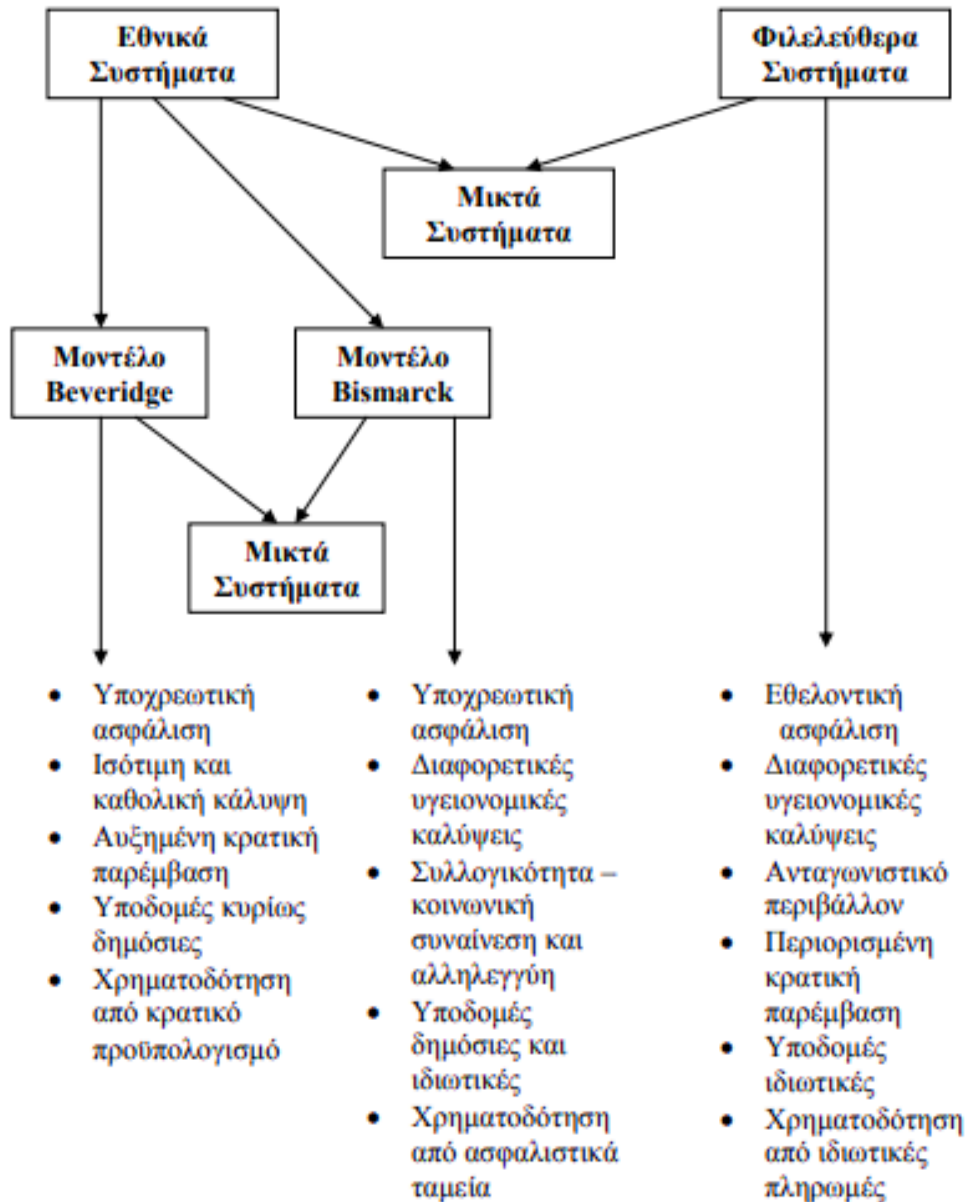 Εθνικά
Συστήματα
Φιλελεύθερα
Συστήματα
Μικτά
Συστήματα
Μοντέλο
Beveridge
Μοντέλο
Bismarck
Μικτά
Συστήματα
• Υποχρεωτική
ασφάλιση
• Ισότιμη και
καθολική κάλυψη
• Αυξημένη κρατική
παρέμβαση
• Υποδομές κυρίως
δημόσιες
• Χρηματοδότηση
από κρατικό
προϋπολογισμό
• Υποχρεωτική
ασφάλιση
• Διαφορετικές
υγειονομικές
καλύψεις
• Συλλογικότητα –
κοινωνική
συναίνεση και
αλληλεγγύη
• Υποδομές
δημόσιες και
ιδιωτικές
• Χρηματοδότηση
από ασφαλιστικά
ταμεία
• Εθελοντική
ασφάλιση
• Διαφορετικές
υγειονομικές
καλύψεις
• Ανταγωνιστικό
περιβάλλον
• Περιορισμένη
κρατική
παρέμβαση
• Υποδομές
ιδιωτικές
• Χρηματοδότηση
από ιδιωτικές
πληρωμές